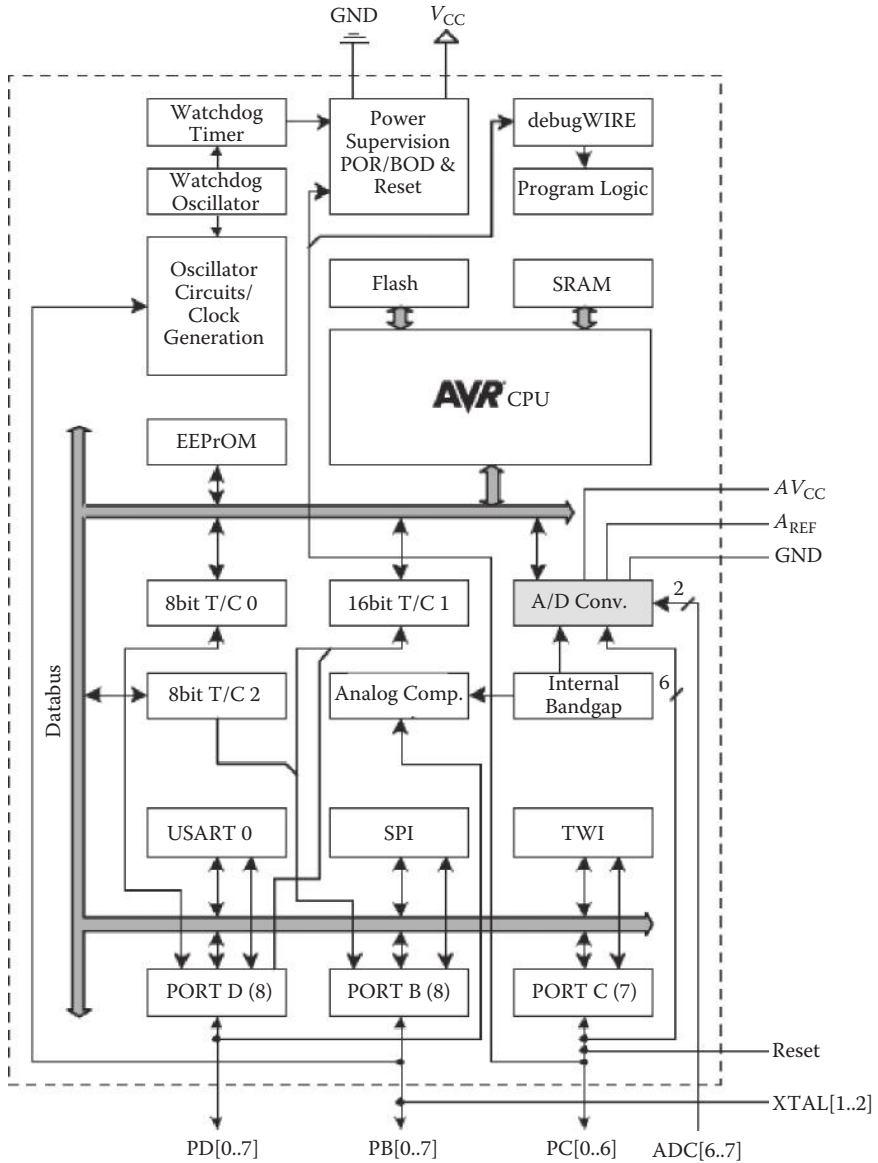 GND
VCC
Watchdog
Timer
Power
Supervision
POR/BOD &
Reset
debugWIRE
Watchdog
Oscillator
Program Logic
Oscillator
Circuits/
Clock
Generation
Flash
SRAM
AVR CPU
EEPrOM
AVCC
AREF
GND
8bit T/C 0
16bit T/C 1
A/D Conv.
2
Databus
8bit T/C 2
Analog Comp.
Internal
Bandgap
6
USART 0
SPI
TWI
PORT D (8)
PORT B (8)
PORT C (7)
Reset
XTAL[1..2]
PD[0..7]
PB[0..7]
PC[0..6]
ADC[6..7]